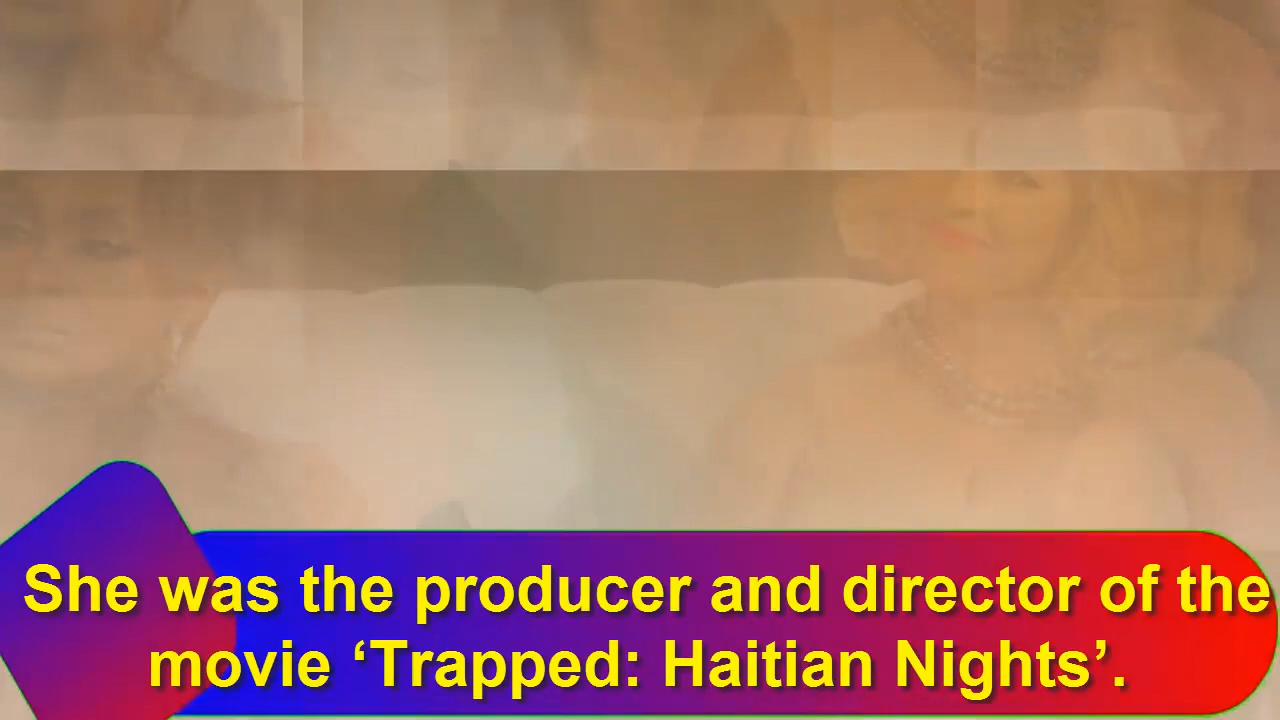 She was the producer and director of the
movie ‘Trapped: Haitian Nights’.